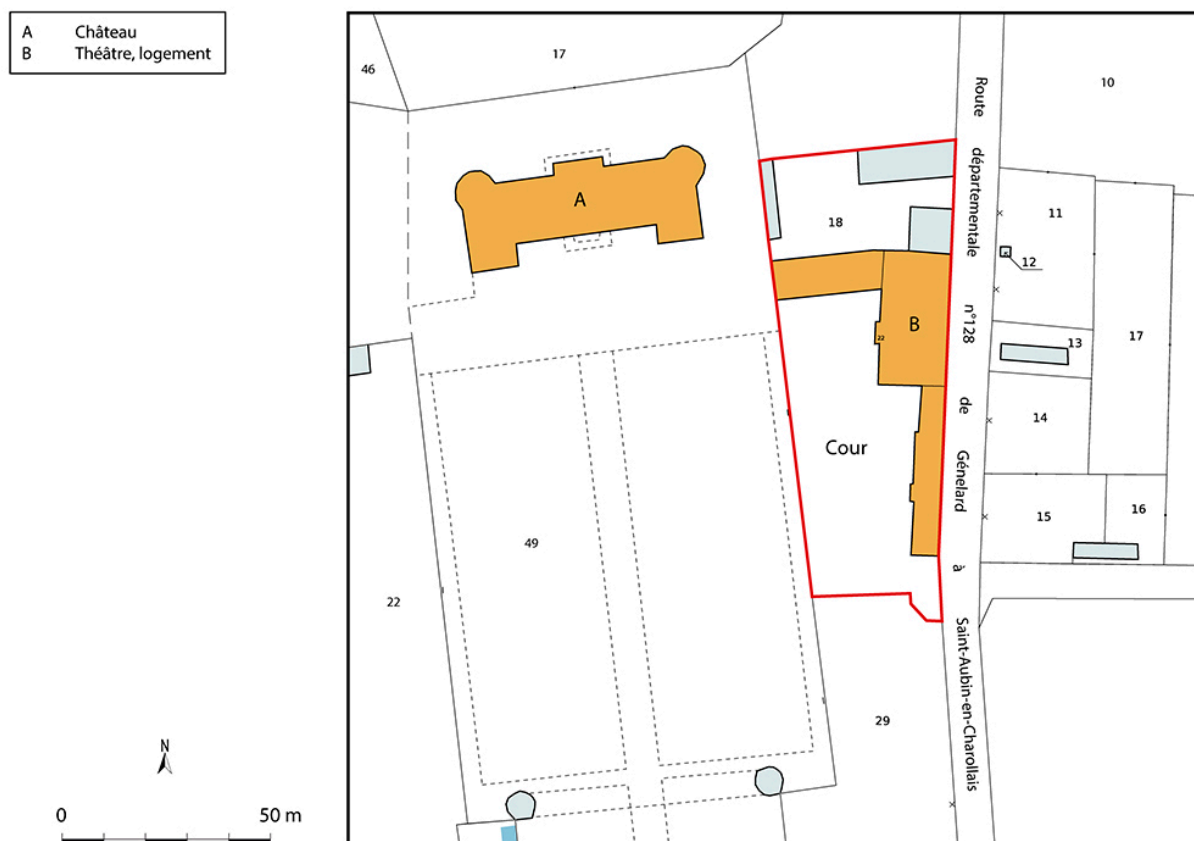 A Château
B Théâtre, logement
46
17
10
A
18
11
12
B
22
13
17
14
Cour
15
16
49
22
29
Route départementale n°128 de Génelard à Saint-Aubin-en-Charollais
N
0 50 m